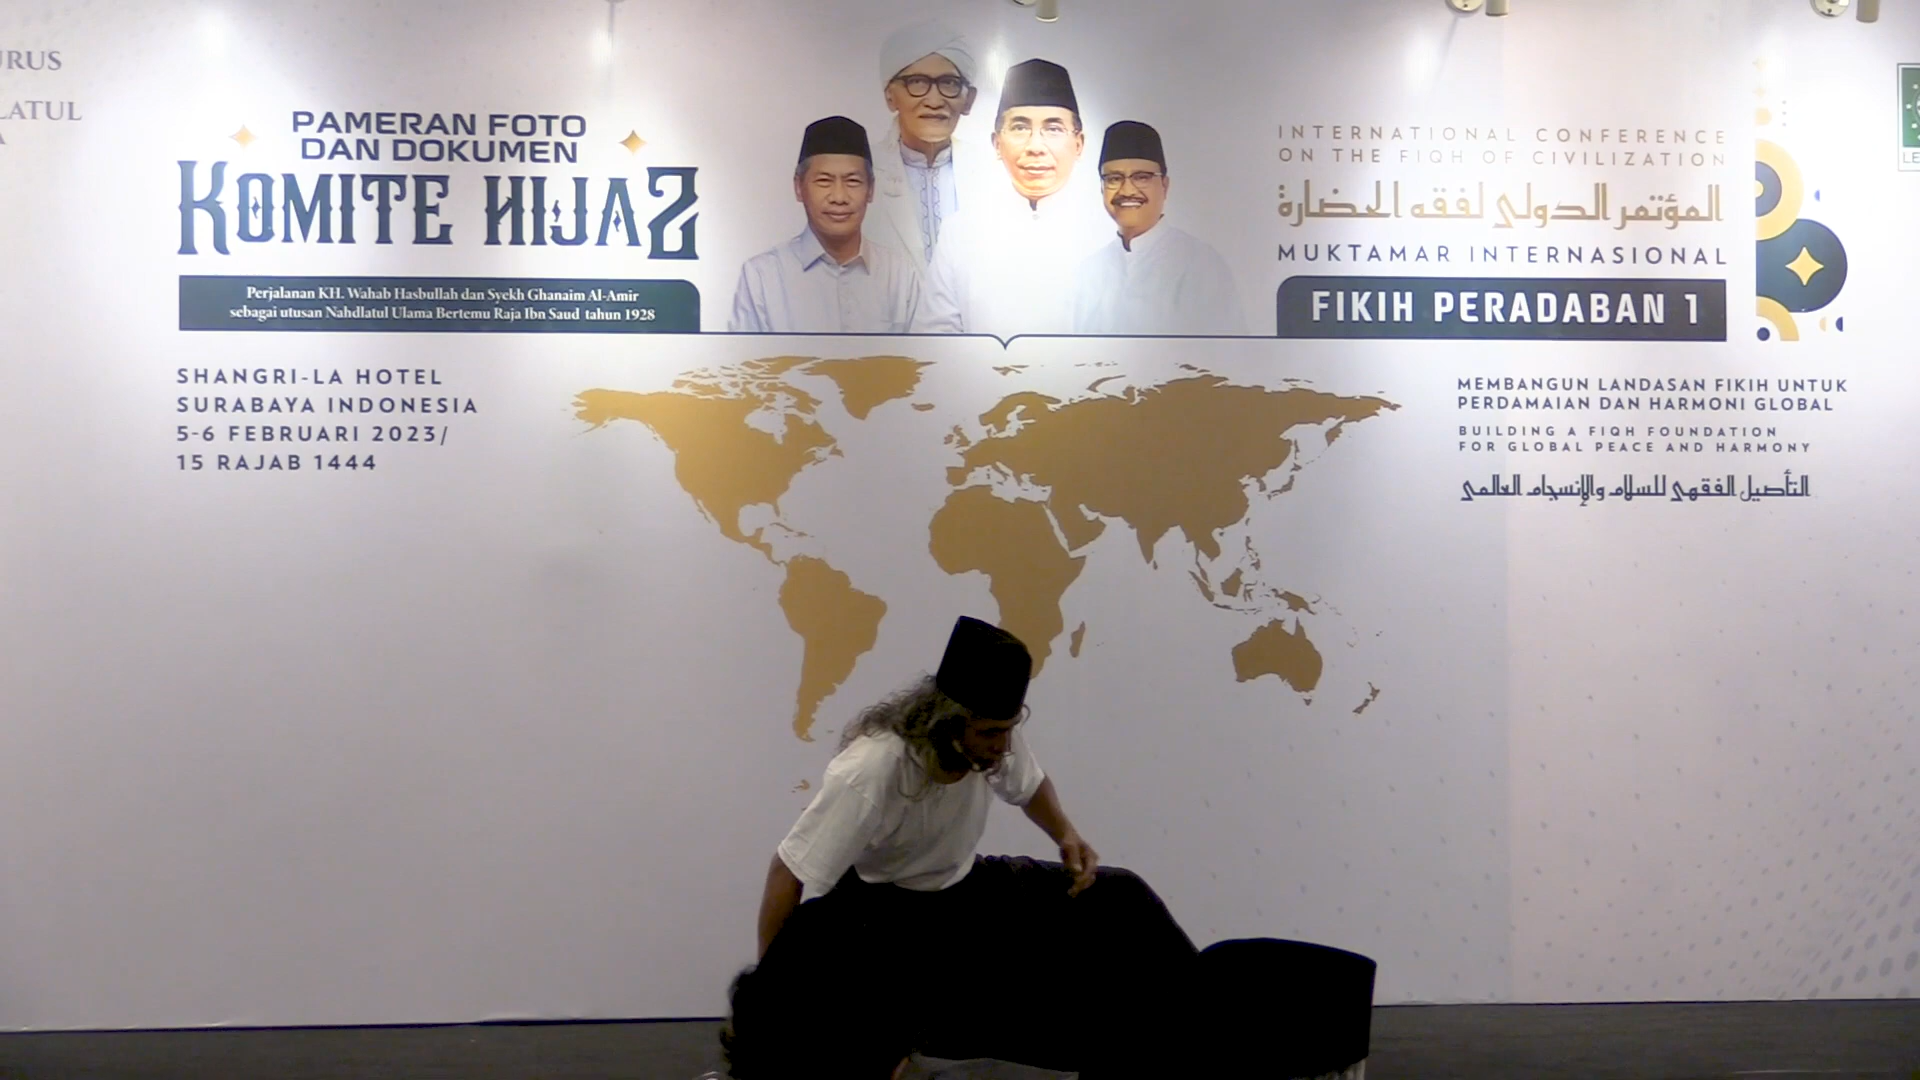 PAMERAN FOTO
DAN DOKUMEN
KOMITE HIJAZ
Perjalanan KH. Wahab Hasbullah dan Syekh Ghanaim Al-Amir
sebagai utusan Nahdlatul Ulama Bertemu Raja Ibn Saud tahun 1928
SHANGRI-LA HOTEL
SURABAYA INDONESIA
5-6 FEBRUARI 2023/
15 RAJAB 1444
INTERNATIONAL CONFERENCE
ON THE FIQH OF CIVILIZATION
المؤتمر الدولي لفقه الحضارة
MUKTAMAR INTERNASIONAL
FIKIH PERADABAN 1
MEMBANGUN LANDASAN FIKIH UNTUK
PERDAMAIAN DAN HARMONI GLOBAL
BUILDING A FIQH FOUNDATION
FOR GLOBAL PEACE AND HARMONY
التأصيل الفقهي للسلام والإنسجام العالمي